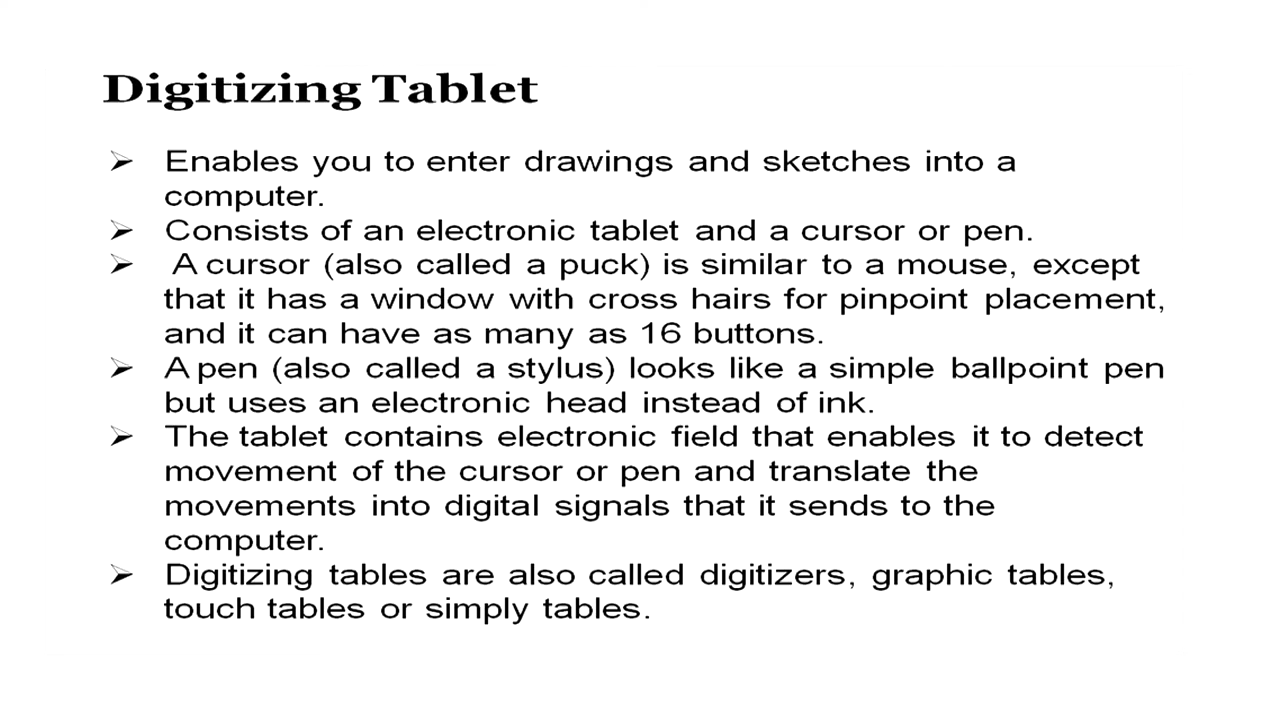 Digitizing Tablet
➢ Enables you to enter drawings and sketches into a
computer.
➢ Consists of an electronic tablet and a cursor or pen.
➢ A cursor (also called a puck) is similar to a mouse, except
that it has a window with cross hairs for pinpoint placement,
and it can have as many as 16 buttons.
➢ A pen (also called a stylus) looks like a simple ballpoint pen
but uses an electronic head instead of ink.
➢ The tablet contains electronic field that enables it to detect
movement of the cursor or pen and translate the
movements into digital signals that it sends to the
computer.
➢ Digitizing tables are also called digitizers, graphic tables,
touch tables or simply tables.